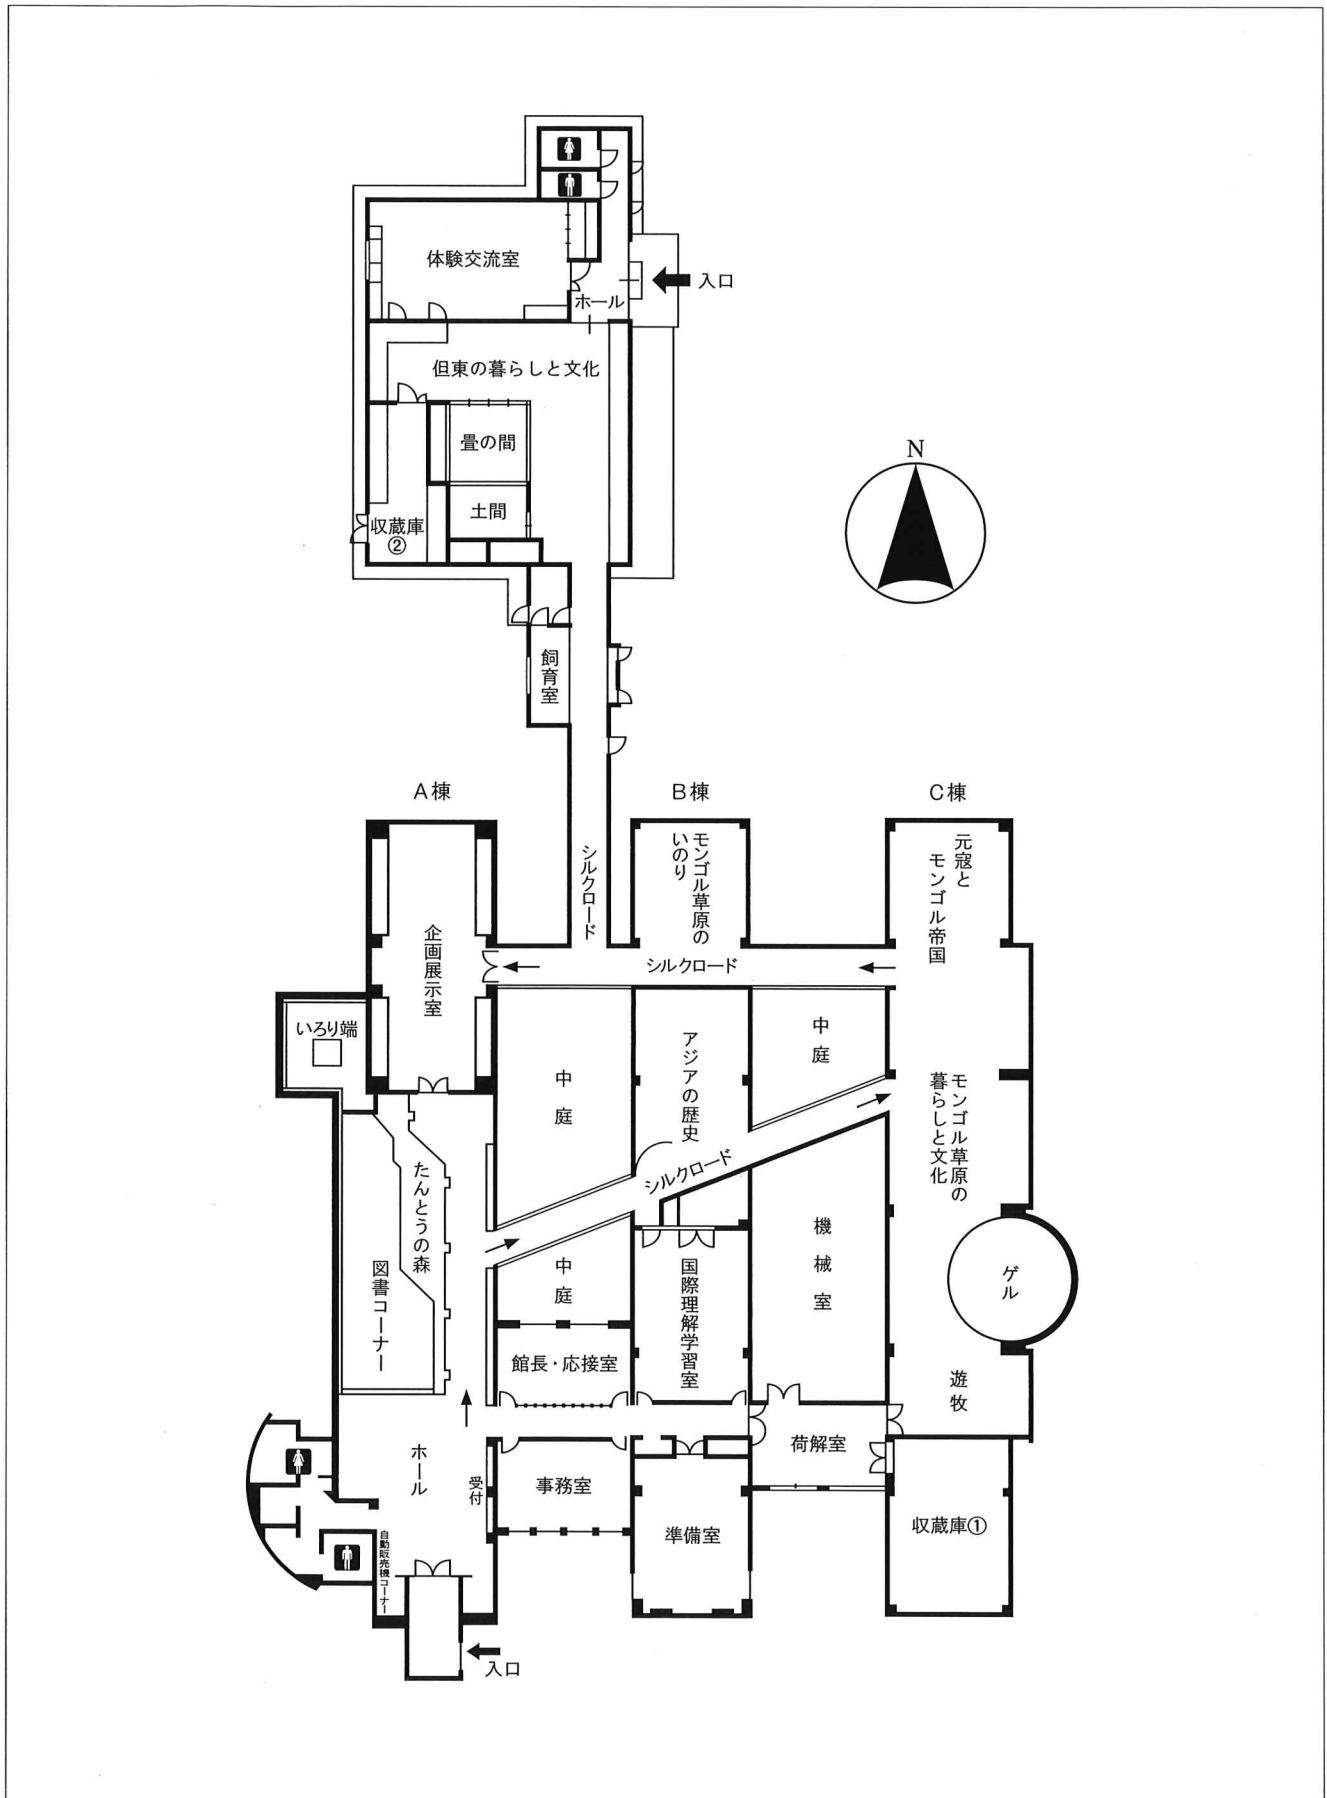 体験交流室
ホール
入口
但東の暮らしと文化
畳の間
土間
収蔵庫
②
N
飼育室
A棟
B棟
C棟
シルクロード
モンゴル草原の
いのり
元寇と
モンゴル帝国
企画展示室
シルクロード
いろり端
中庭
アジアの歴史
中庭
モンゴル草原の
暮らしと文化
シルクロード
たんとうの森
図書コーナー
中庭
国際理解学習室
機械室
ゲル
館長・応接室
遊牧
ホール
受付
事務室
荷解室
準備室
収蔵庫①
自動販売機コーナー
入口